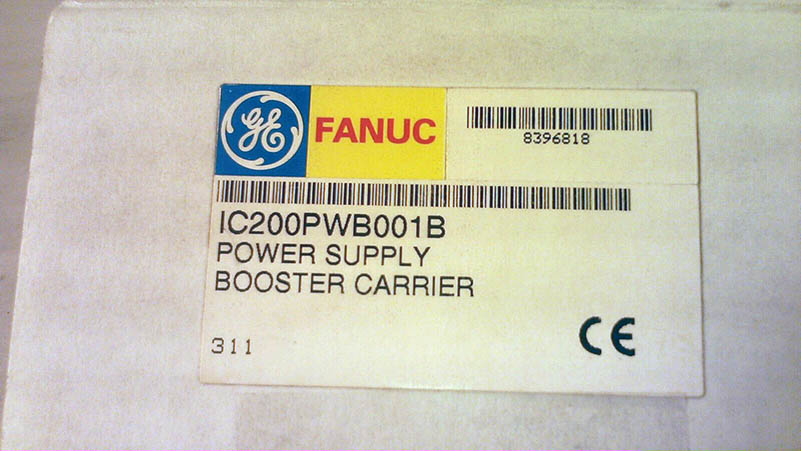 GE FANUC
8396818
IC200PWB001B
POWER SUPPLY
BOOSTER CARRIER
311
CE